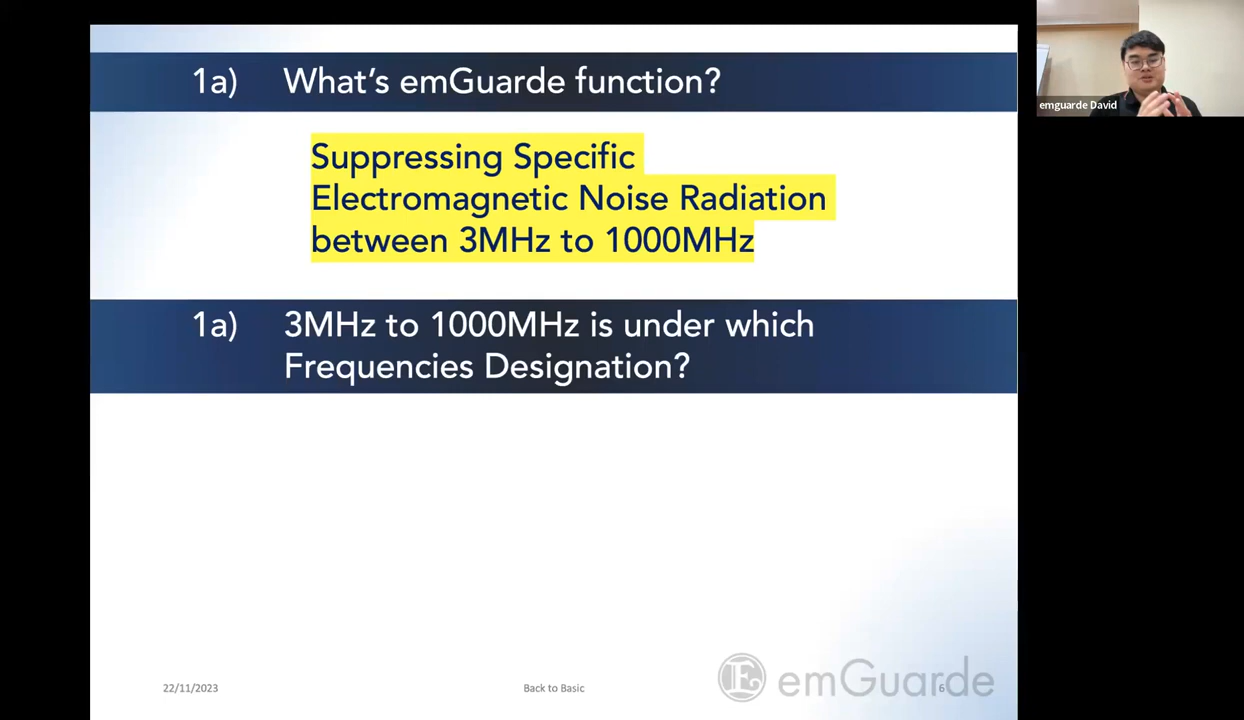 1a) What's emGuarde function?
Suppressing Specific
Electromagnetic Noise Radiation
between 3MHz to 1000MHz
1a) 3MHz to 1000MHz is under which
Frequencies Designation?
emguarde David
22/11/2023
Back to Basic
6
E emGuarde